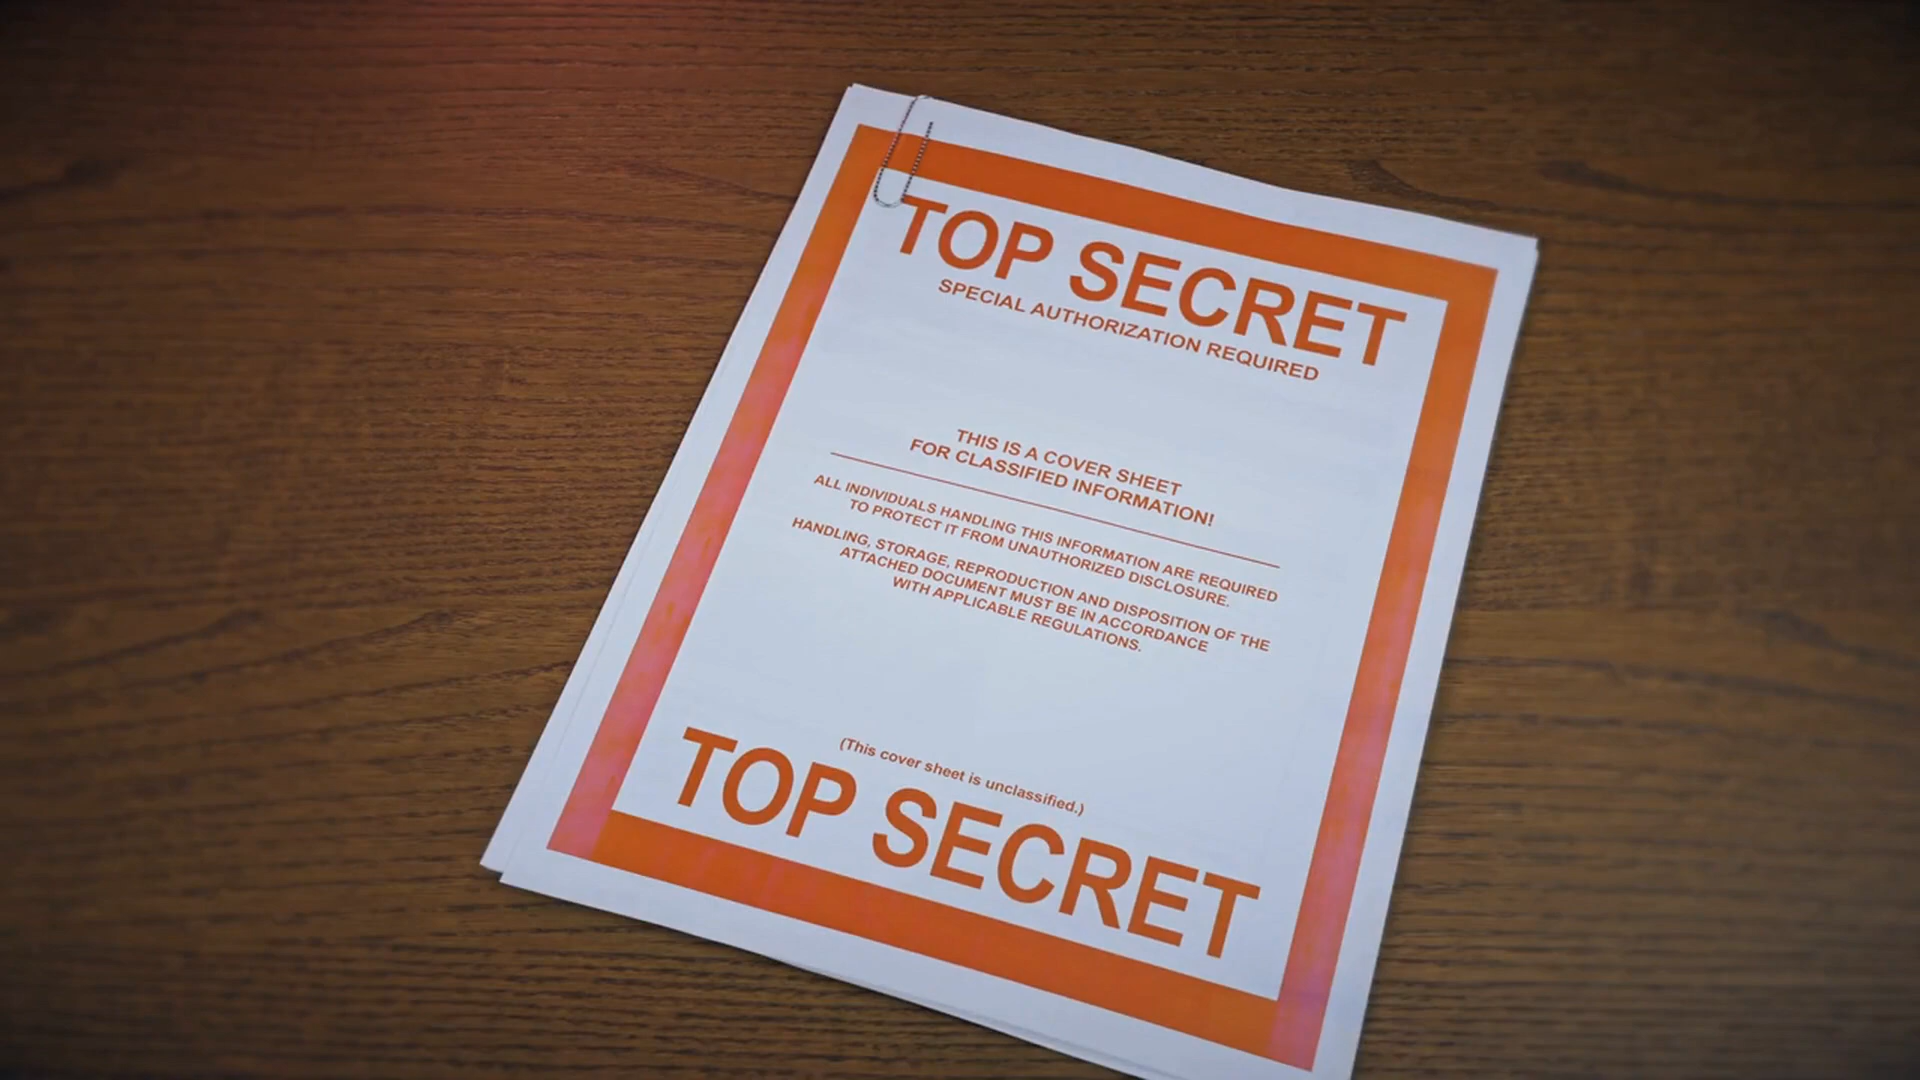 TOP SECRET
SPECIAL AUTHORIZATION REQUIRED
THIS IS A COVER SHEET
FOR CLASSIFIED INFORMATION!
ALL INDIVIDUALS HANDLING THIS INFORMATION ARE REQUIRED
TO PROTECT IT FROM UNAUTHORIZED DISCLOSURE.
HANDLING, STORAGE, REPRODUCTION AND DISPOSITION OF THE
ATTACHED DOCUMENT MUST BE IN ACCORDANCE
WITH APPLICABLE REGULATIONS.
(This cover sheet is unclassified.)
TOP SECRET